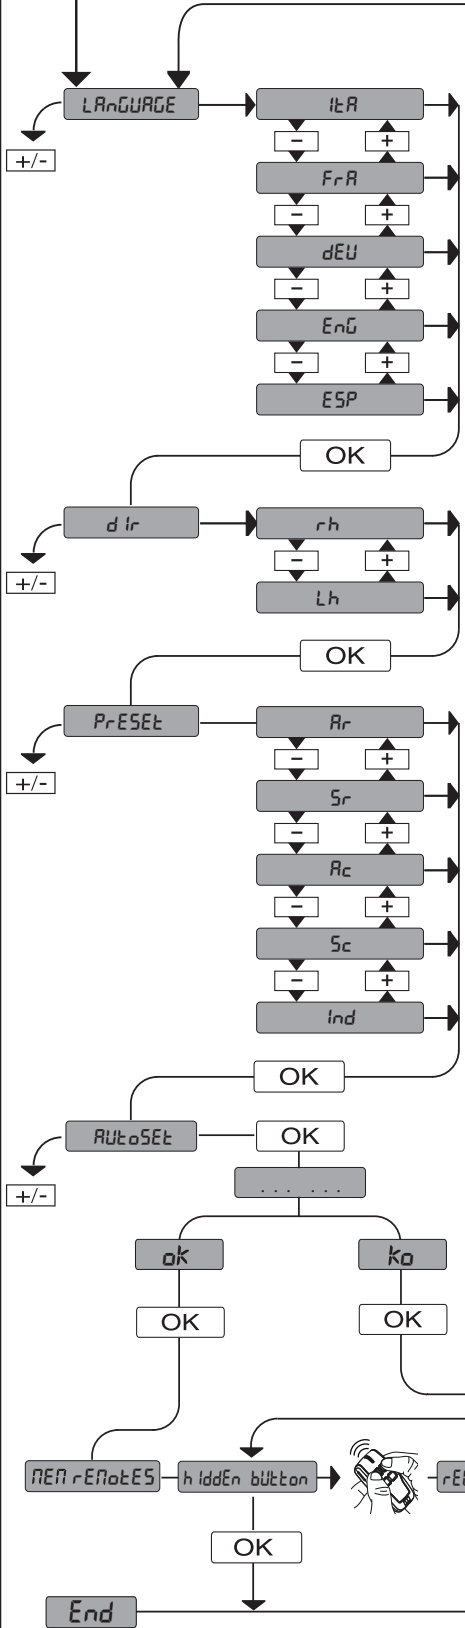 LANGUAGE ItA
- +
+/-
FrA
- +
dEU
- +
EnG
- +
ESP
OK
dIr rh
- +
+/-
Lh
OK
PrESEt Ar
- +
+/-
Sr
- +
Ac
- +
Sc
- +
Ind
OK
AUtoSEt OK
+/-
... ...
ok ko
OK OK
MEM rEMotES hIddEn bUtton
OK
End